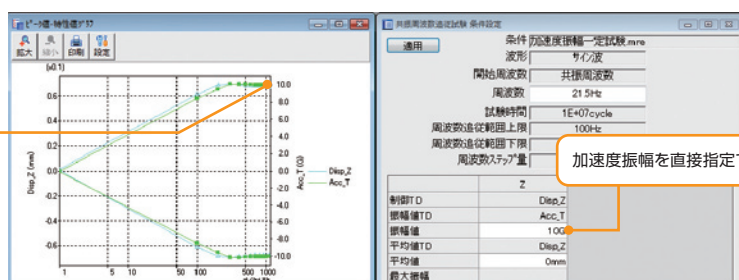 ピーク値-特性値グラフ
拡大 縮小 印刷 設定
(x0.1)
0.6
0.4
0.2
0.0
-0.2
-0.4
-0.6
Disp_Z (mm)
10.0
8.0
6.0
4.0
2.0
0.0
-2.0
-4.0
-6.0
-8.0
-10.0
Acc_T (G)
Disp_Z
Acc_T
1 5 10 50 100 500 1000
共振周波数追従試験 条件設定
適用
条件 加速度振幅一定試験.mre
波形 サイン波
開始周波数 共振周波数
周波数 21.5Hz
試験時間 1E+07cycle
周波数追従範囲上限 100Hz
周波数追従範囲下限
周波数ステップ量
加速度振幅を直接指定
Z
制御TD Disp_Z
振幅値TD Acc_T
振幅値 10G
平均値TD Disp_Z
平均値 0mm
最大振幅